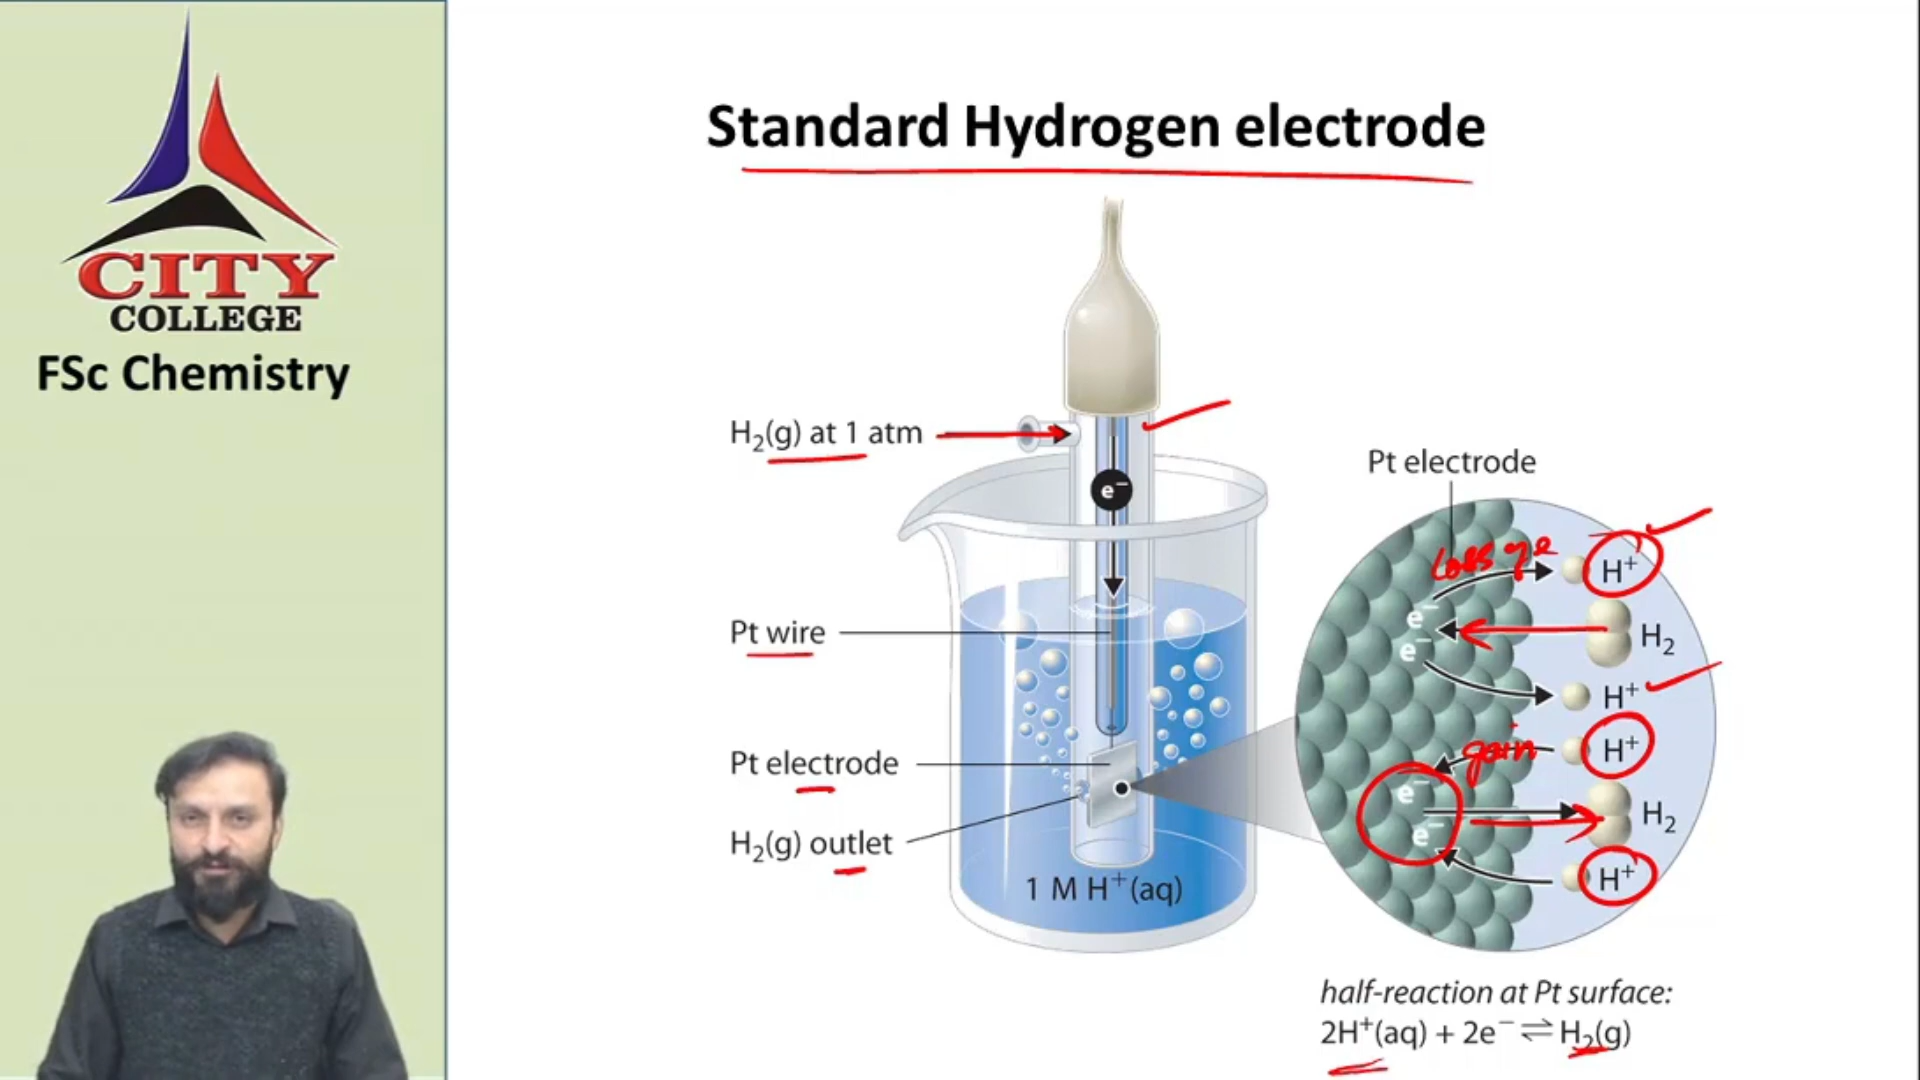 CITY
COLLEGE
FSc Chemistry
Standard Hydrogen electrode
H₂(g) at 1 atm
e⁻
Pt wire
Pt electrode
H₂(g) outlet
1 M H⁺(aq)
Pt electrode
Loss of e
H⁺
e⁻
H₂
e⁻
H⁺
gain
H⁺
e⁻
H₂
e⁻
H⁺
half-reaction at Pt surface:
2H⁺(aq) + 2e⁻ ⇌ H₂(g)